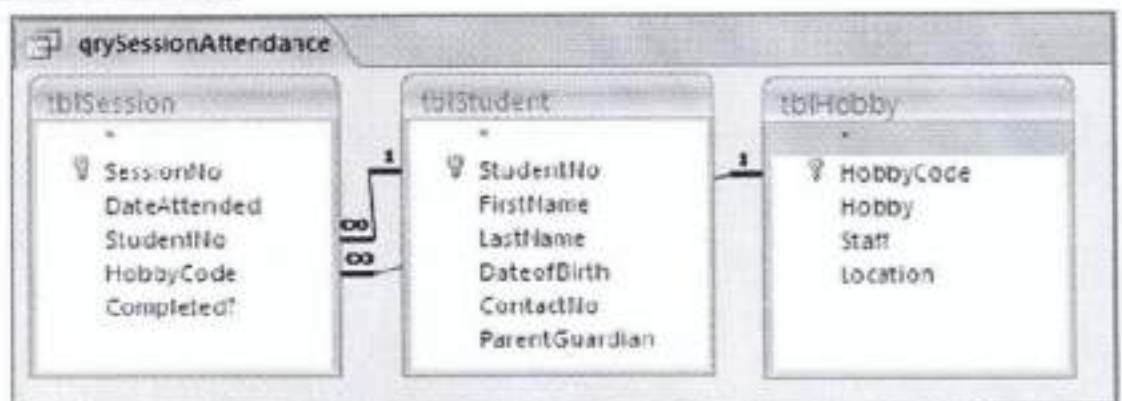 qrySessionAttendance
tblSession
*
SessionNo
DateAttended
StudentNo
HobbyCode
Completed?
1
∞
∞
tblStudent
*
StudentNo
FirstName
LastName
DateofBirth
ContactNo
ParentGuardian
1
tblHobby
*
HobbyCode
Hobby
Staff
Location